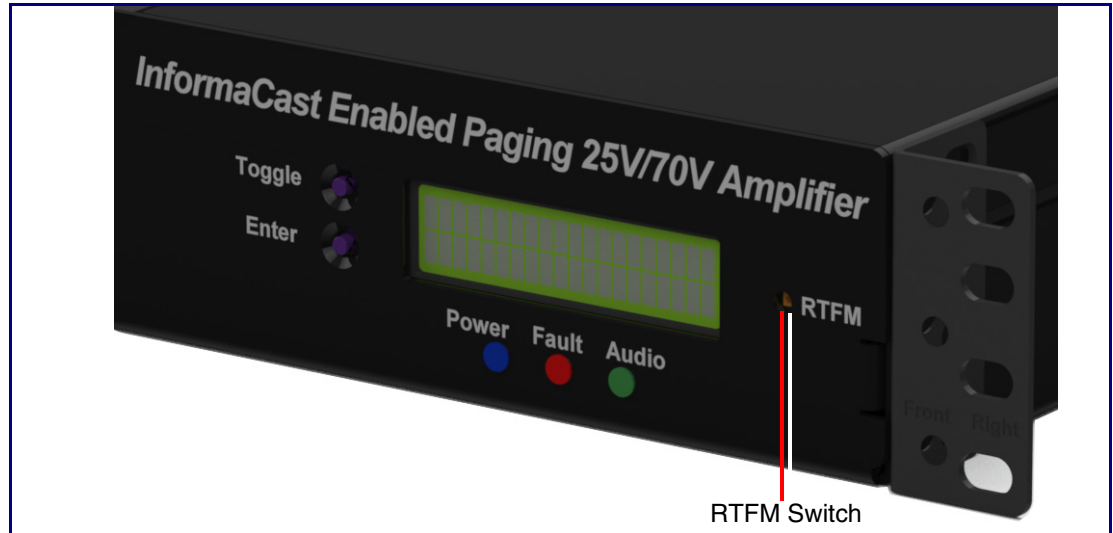 InformaCast Enabled Paging 25V/70V Amplifier
Toggle
Enter
RTFM
Power Fault Audio
Front Right
RTFM Switch